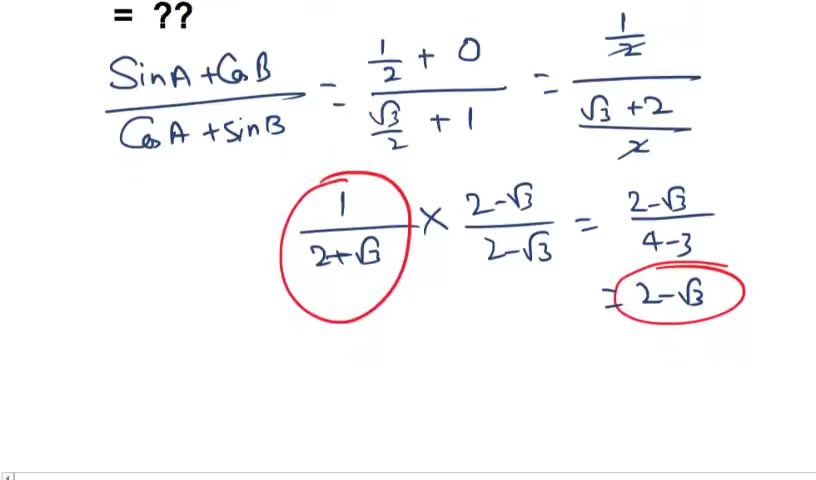 = ??
SinA + CosB / CosA + sinB = 1/2 + 0 / √3/2 + 1 = 1/2 / √3 + 2/2
1 / 2+√3 × 2-√3 / 2-√3 = 2-√3 / 4-3
= 2-√3